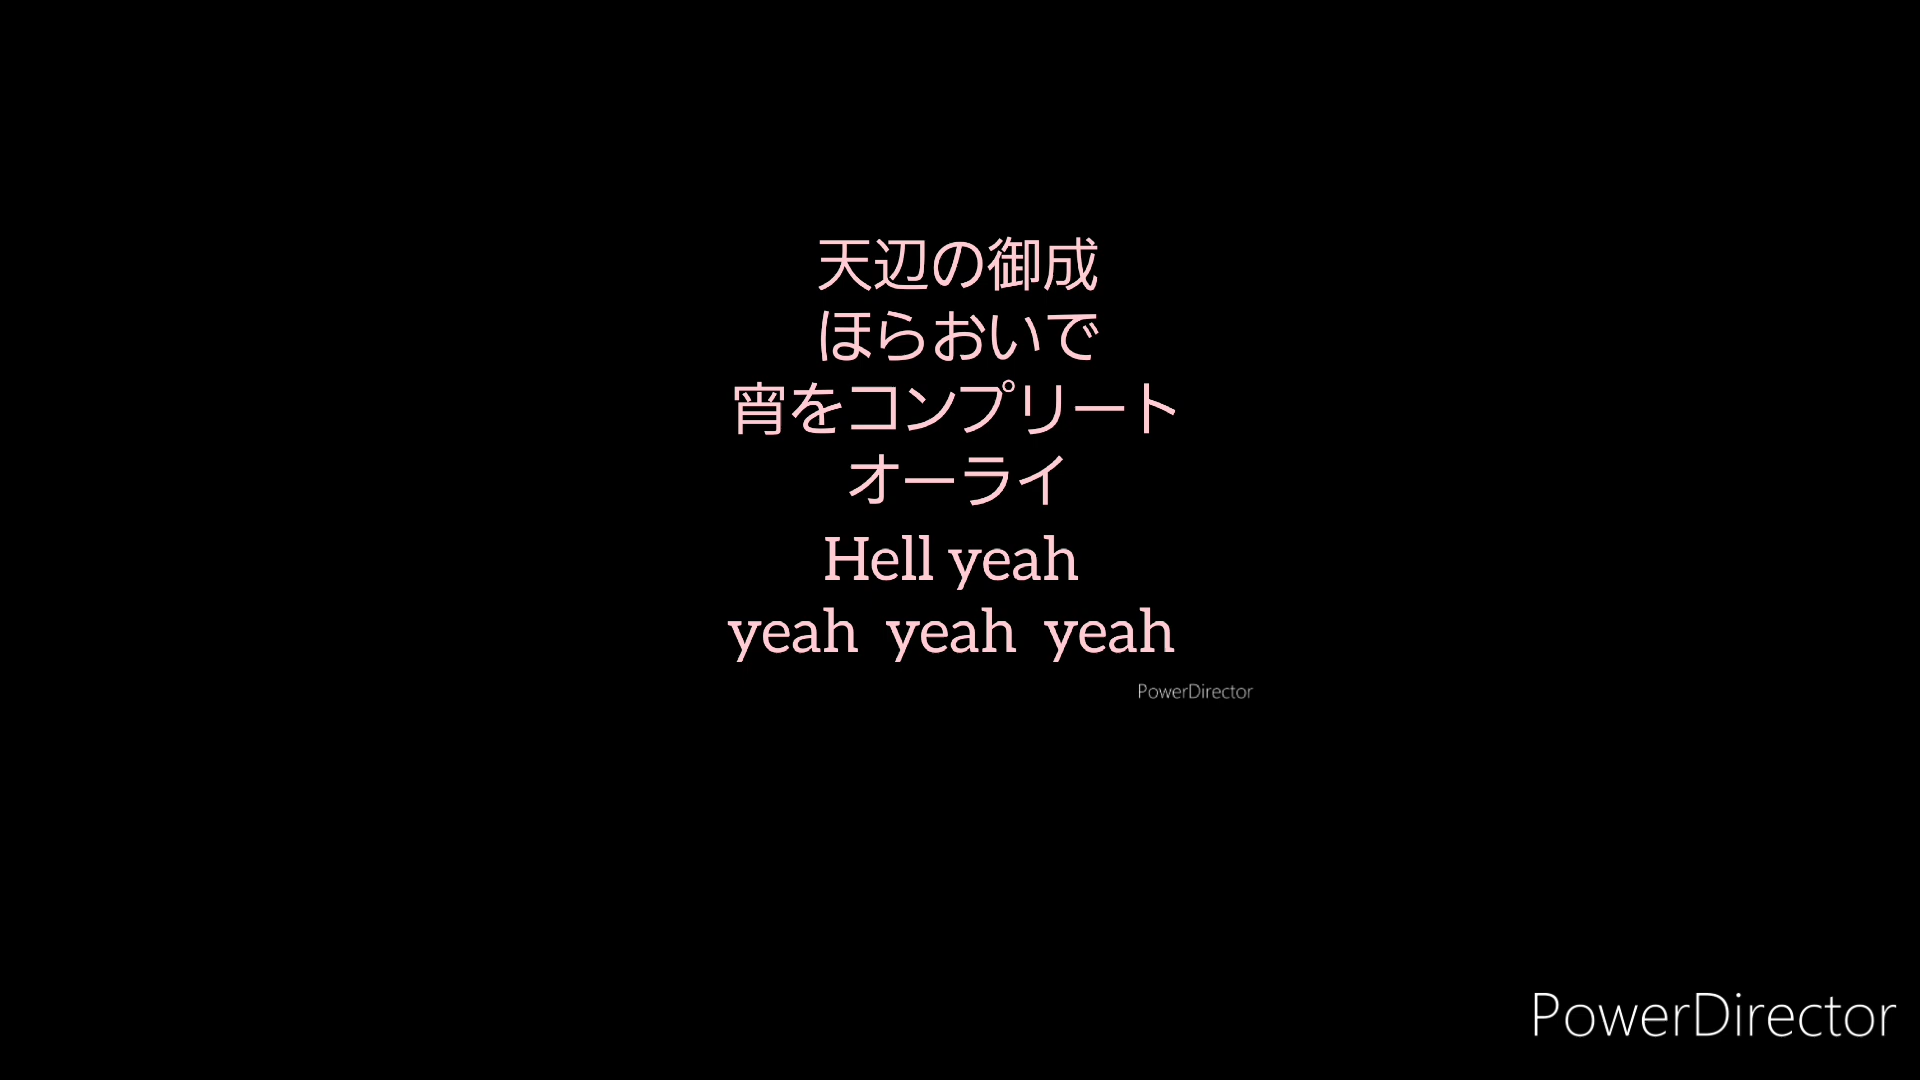 天辺の御成
ほらおいで
宵をコンプリート
オーライ
Hell yeah
yeah  yeah  yeah
PowerDirector
PowerDirector